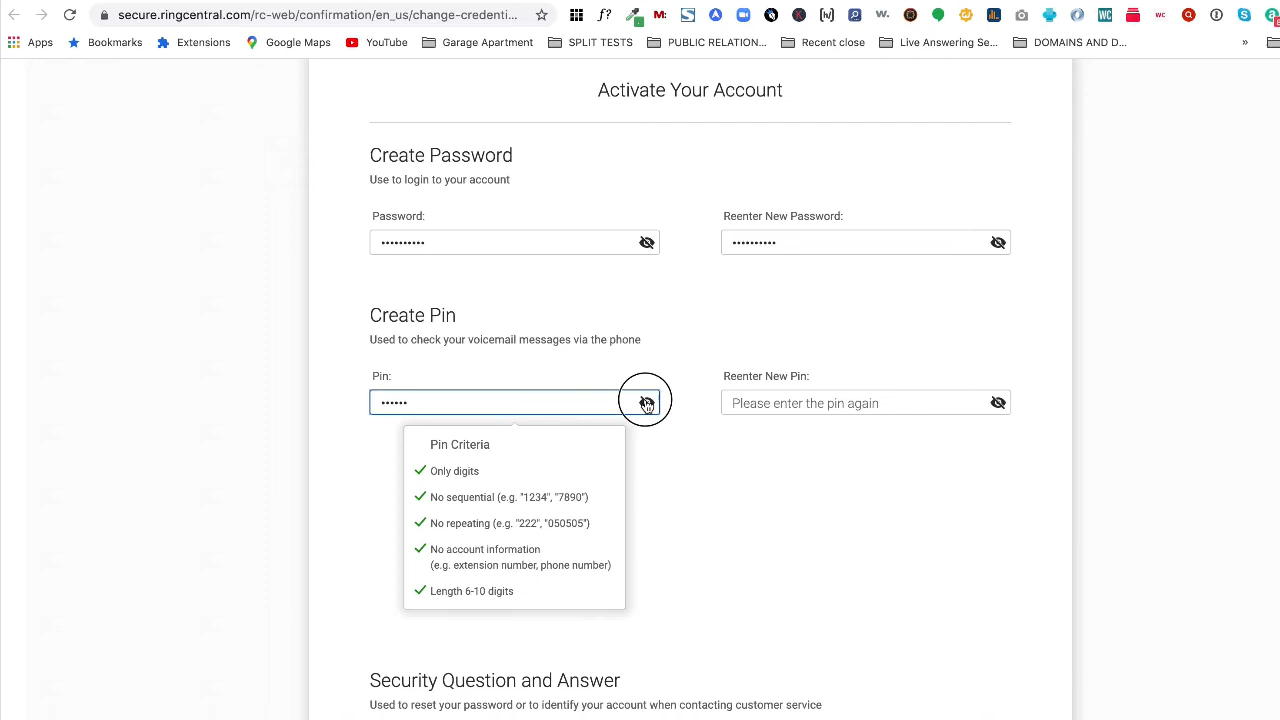 secure.ringcentral.com/rc-web/confirmation/en_us/change-credenti...
Apps Bookmarks Extensions Google Maps YouTube Garage Apartment SPLIT TESTS PUBLIC RELATION... Recent close Live Answering Se... DOMAINS AND D... »
Activate Your Account
Create Password
Use to login to your account
Password: Reenter New Password:
•••••••••• ••••••••••
Create Pin
Used to check your voicemail messages via the phone
Pin: Reenter New Pin:
•••••• Please enter the pin again
Pin Criteria
Only digits
No sequential (e.g. "1234", "7890")
No repeating (e.g. "222", "050505")
No account information
(e.g. extension number, phone number)
Length 6-10 digits
Security Question and Answer
Used to reset your password or to identify your account when contacting customer service